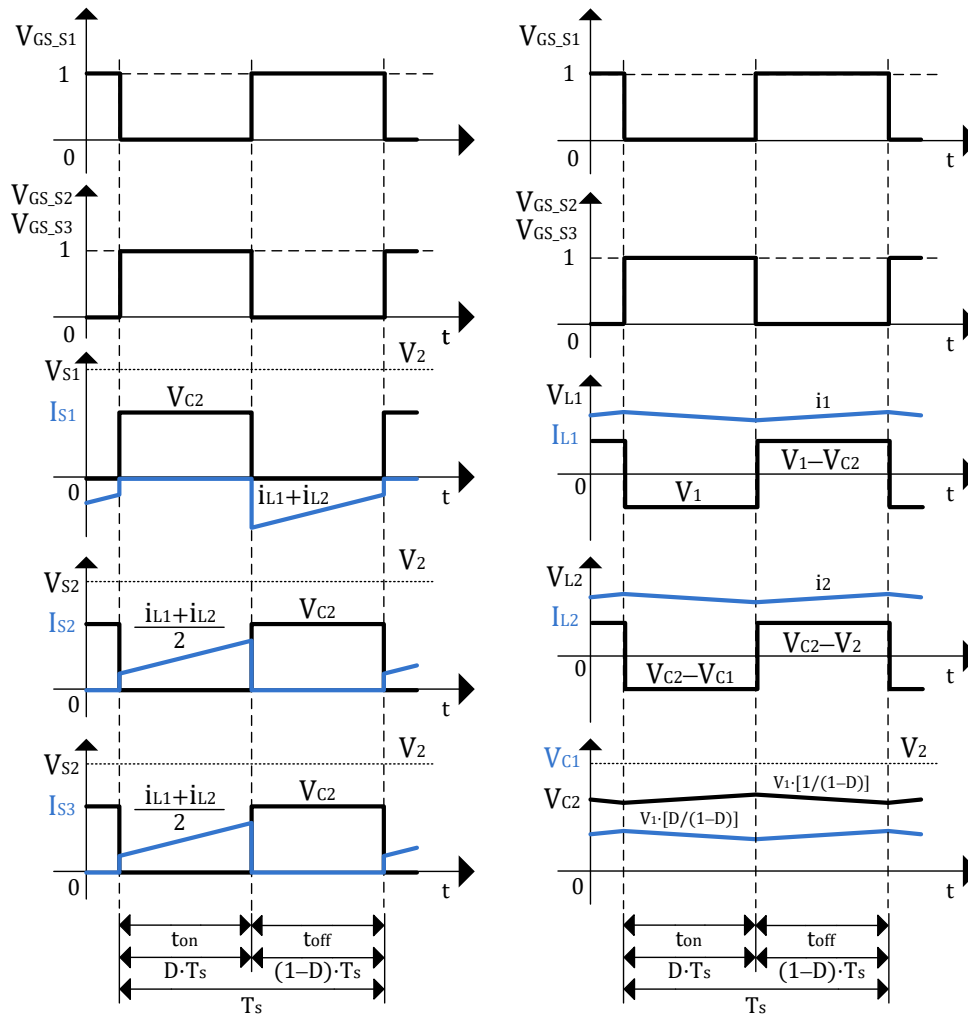 VGS_S1
1
0
VGS_S2
VGS_S3
1
0
t
VS1
V2
IS1
VC2
0
iL1+iL2
t
VS2
V2
IS2
iL1+iL2
2
VC2
0
t
VS2
V2
IS3
iL1+iL2
2
VC2
0
t
ton
toff
D·Ts
(1–D)·Ts
Ts
VGS_S1
1
0
t
VGS_S2
VGS_S3
1
0
t
VL1
i1
IL1
V1–VC2
0
V1
t
VL2
i2
IL2
VC2–V2
0
VC2–VC1
t
VC1
V2
VC2
V1·[1/(1–D)]
V1·[D/(1–D)]
0
t
ton
toff
D·Ts
(1–D)·Ts
Ts